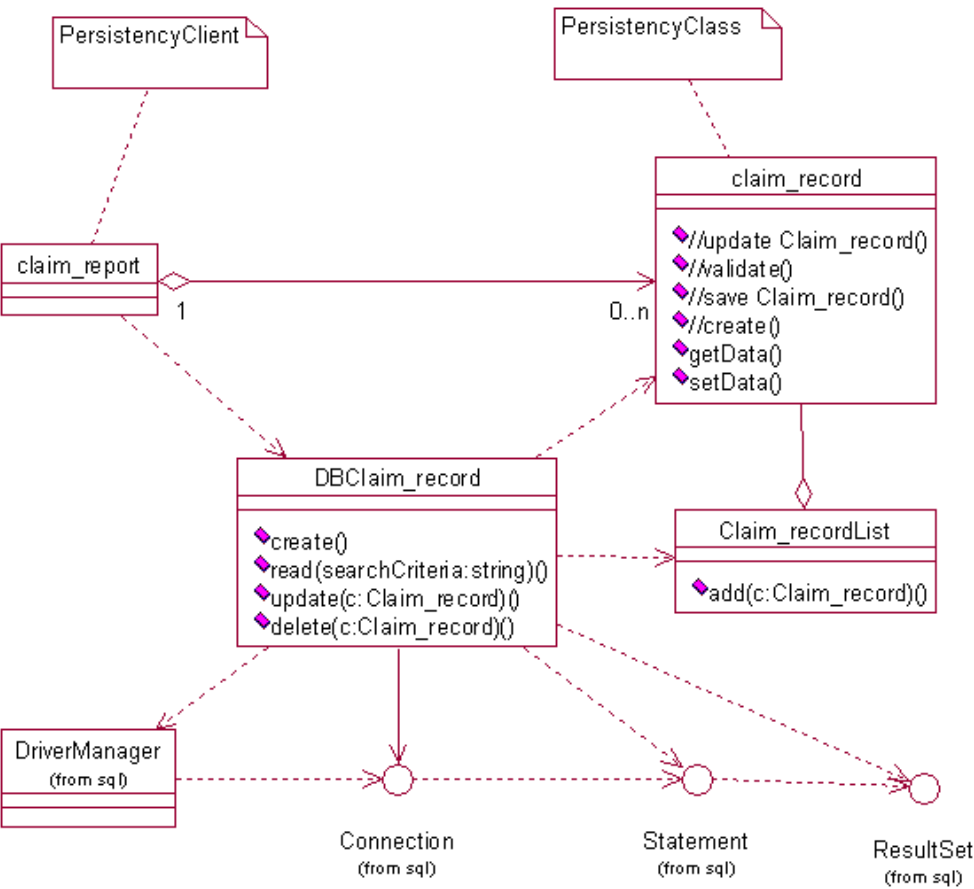 PersistencyClient
PersistencyClass
claim_record
//update Claim_record()
//validate()
//save Claim_record()
//create()
getData()
setData()
claim_report
1
0..n
DBClaim_record
create()
read(searchCriteria:string)()
update(c:Claim_record)()
delete(c:Claim_record)()
Claim_recordList
add(c:Claim_record)()
DriverManager
(from sql)
Connection
(from sql)
Statement
(from sql)
ResultSet
(from sql)